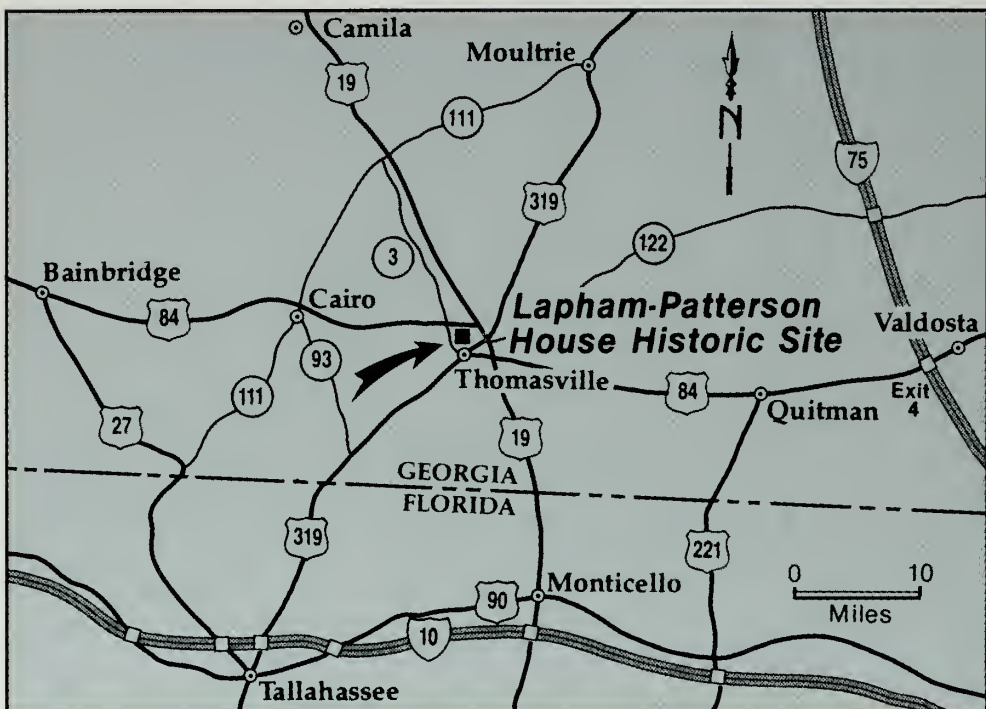 Camila
Moultrie
19
111
N
75
319
122
3
Bainbridge
Cairo
84
Lapham-Patterson
House Historic Site
Valdosta
93
Thomasville
Exit
4
111
84
Quitman
27
19
GEORGIA
FLORIDA
319
221
0 10
Miles
Monticello
90
10
Tallahassee